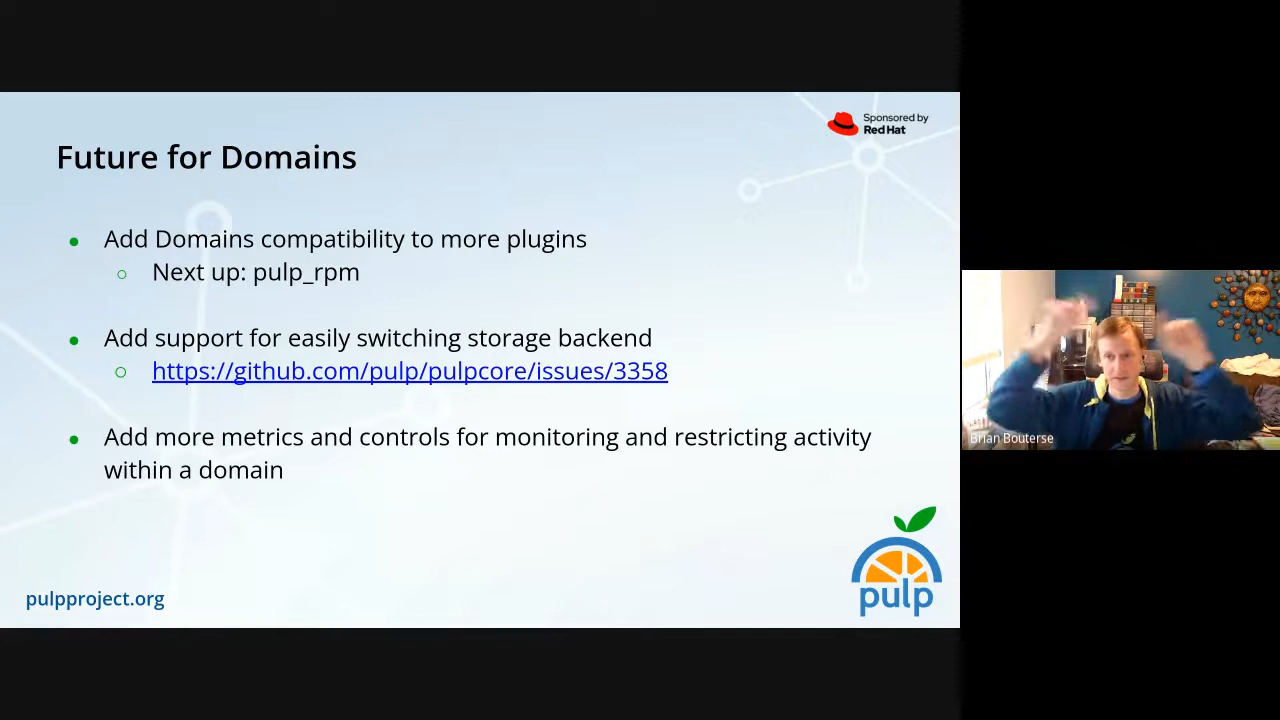 Sponsored by
Red Hat
Future for Domains
Add Domains compatibility to more plugins
Next up: pulp_rpm
Add support for easily switching storage backend
https://github.com/pulp/pulpcore/issues/3358
Add more metrics and controls for monitoring and restricting activity
within a domain
pulpproject.org
pulp
Brian Bouterse